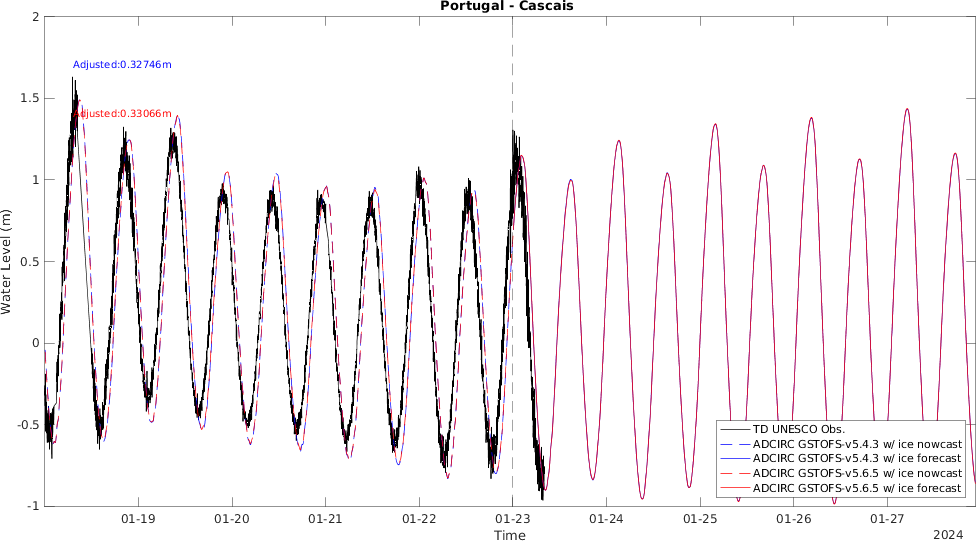 Portugal - Cascais
Adjusted:0.32746m
Adjusted:0.33066m
Water Level (m)
2
1.5
1
0.5
0
-0.5
-1
01-19
01-20
01-21
01-22
01-23
01-24
01-25
01-26
01-27
Time
2024
TD UNESCO Obs.
ADCIRC GSTOFS-v5.4.3 w/ ice nowcast
ADCIRC GSTOFS-v5.4.3 w/ ice forecast
ADCIRC GSTOFS-v5.6.5 w/ ice nowcast
ADCIRC GSTOFS-v5.6.5 w/ ice forecast